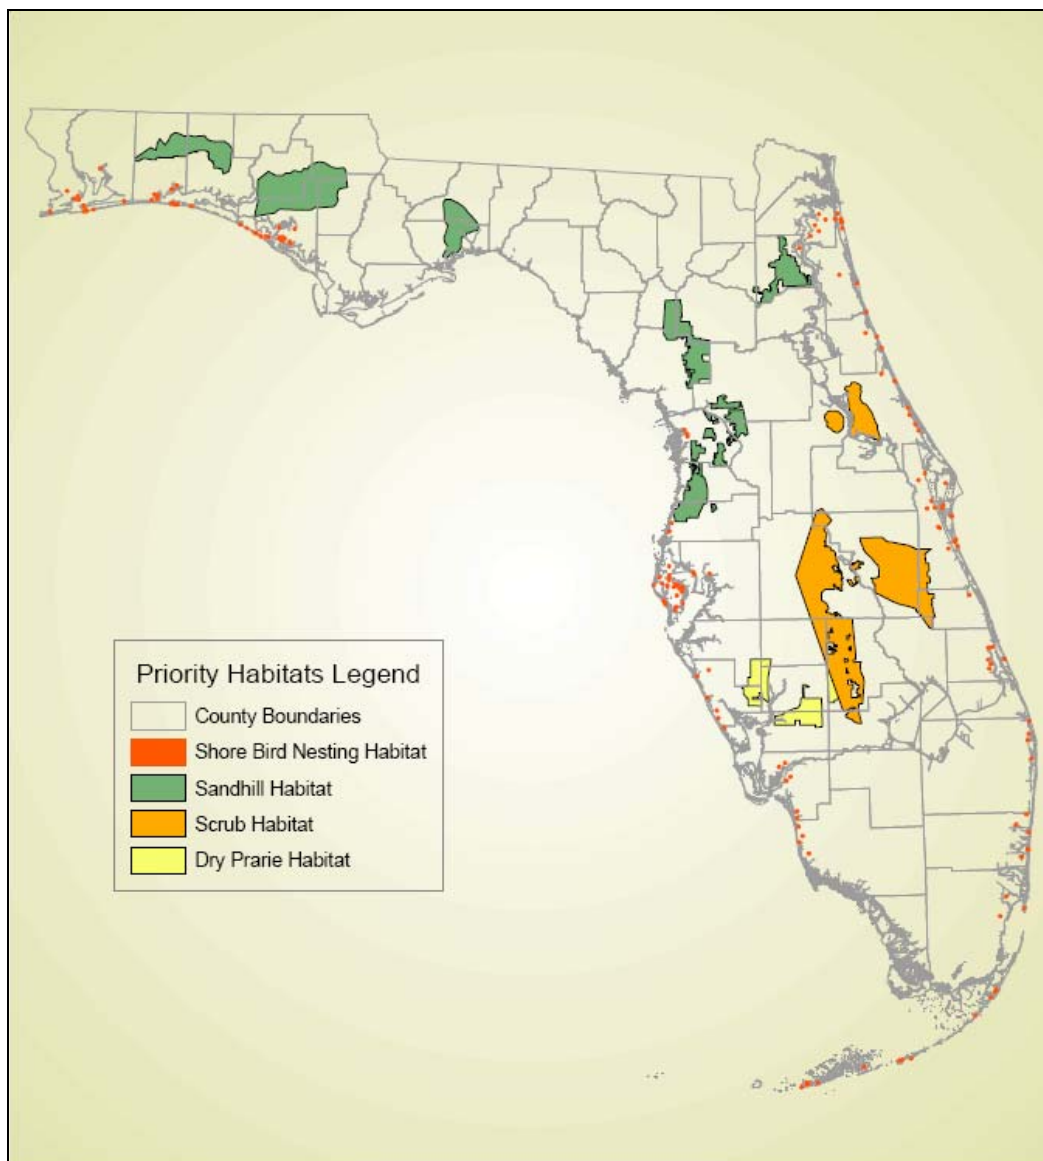 Priority Habitats Legend
County Boundaries
Shore Bird Nesting Habitat
Sandhill Habitat
Scrub Habitat
Dry Prarie Habitat